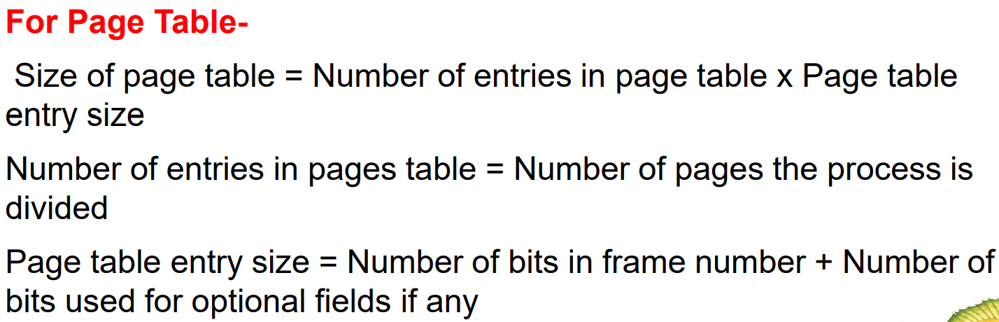 For Page Table-
Size of page table = Number of entries in page table x Page table
entry size
Number of entries in pages table = Number of pages the process is
divided
Page table entry size = Number of bits in frame number + Number of
bits used for optional fields if any